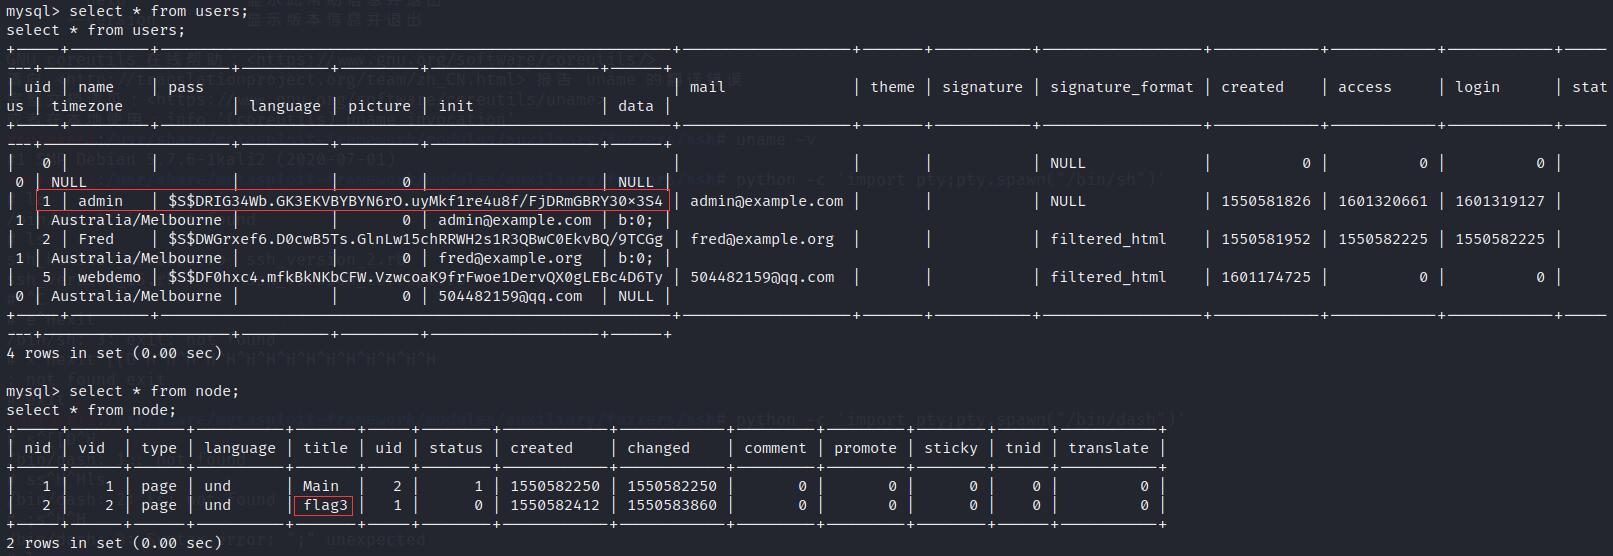 mysql> select * from users;
select * from users;
+-----+---------+---------------------------------------------------------+---------------------+-------+-----------+------------------+------------+------------+------------+-----
---+---------------------+----------+---------+-------------------+------+
| uid | name | pass | mail | theme | signature | signature_format | created | access | login | stat
us | timezone | language | picture | init | data |
+-----+---------+---------------------------------------------------------+---------------------+-------+-----------+------------------+------------+------------+------------+-----
---+---------------------+----------+---------+-------------------+------+
| 0 | | | | | | NULL | 0 | 0 | 0 |
0 | NULL | | 0 | | NULL |
| 1 | admin | $S$DRIG34Wb.GK3EKVBYBYN6rO.uyMkf1re4u8f/FjDRmGBRY30×3S4 | admin@example.com | | | NULL | 1550581826 | 1601320661 | 1601319127 |
1 | Australia/Melbourne | | 0 | admin@example.com | b:0; |
| 2 | Fred | $S$DWGrxef6.D0cwB5Ts.GlnLw15chRRWH2s1R3QBwC0EkvBQ/9TCGg | fred@example.org | | | filtered_html | 1550581952 | 1550582225 | 1550582225 |
1 | Australia/Melbourne | | 0 | fred@example.org | b:0; |
| 5 | webdemo | $S$DF0hxc4.mfkBkNKbCFW.VzwcoaK9frFwoe1DervQX0gLEBc4D6Ty | 504482159@qq.com | | | filtered_html | 1601174725 | 0 | 0 |
0 | Australia/Melbourne | | 0 | 504482159@qq.com | NULL |
+-----+---------+---------------------------------------------------------+---------------------+-------+-----------+------------------+------------+------------+------------+-----
---+---------------------+----------+---------+-------------------+------+
4 rows in set (0.00 sec)
mysql> select * from node;
select * from node;
+-----+-----+------+----------+-------+-----+--------+------------+------------+---------+---------+--------+------+-----------+
| nid | vid | type | language | title | uid | status | created | changed | comment | promote | sticky | tnid | translate |
+-----+-----+------+----------+-------+-----+--------+------------+------------+---------+---------+--------+------+-----------+
| 1 | 1 | page | und | Main | 2 | 1 | 1550582250 | 1550582250 | 0 | 0 | 0 | 0 | 0 |
| 2 | 2 | page | und | flag3 | 1 | 0 | 1550582412 | 1550583860 | 0 | 0 | 0 | 0 | 0 |
+-----+-----+------+----------+-------+-----+--------+------------+------------+---------+---------+--------+------+-----------+
2 rows in set (0.00 sec)